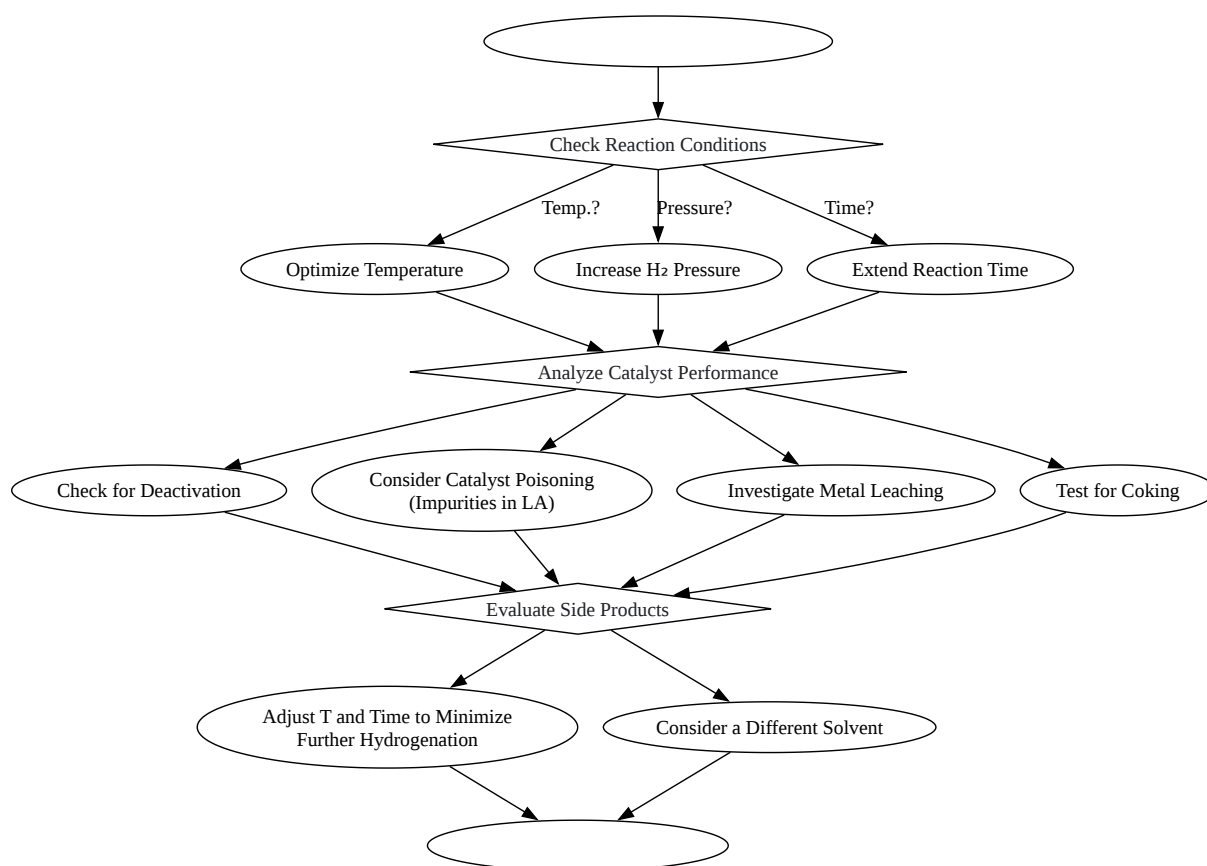 Check Reaction Conditions
Temp.?
Pressure?
Time?
Optimize Temperature
Increase H₂ Pressure
Extend Reaction Time
Analyze Catalyst Performance
Check for Deactivation
Consider Catalyst Poisoning
(Impurities in LA)
Investigate Metal Leaching
Test for Coking
Evaluate Side Products
Adjust T and Time to Minimize
Further Hydrogenation
Consider a Different Solvent